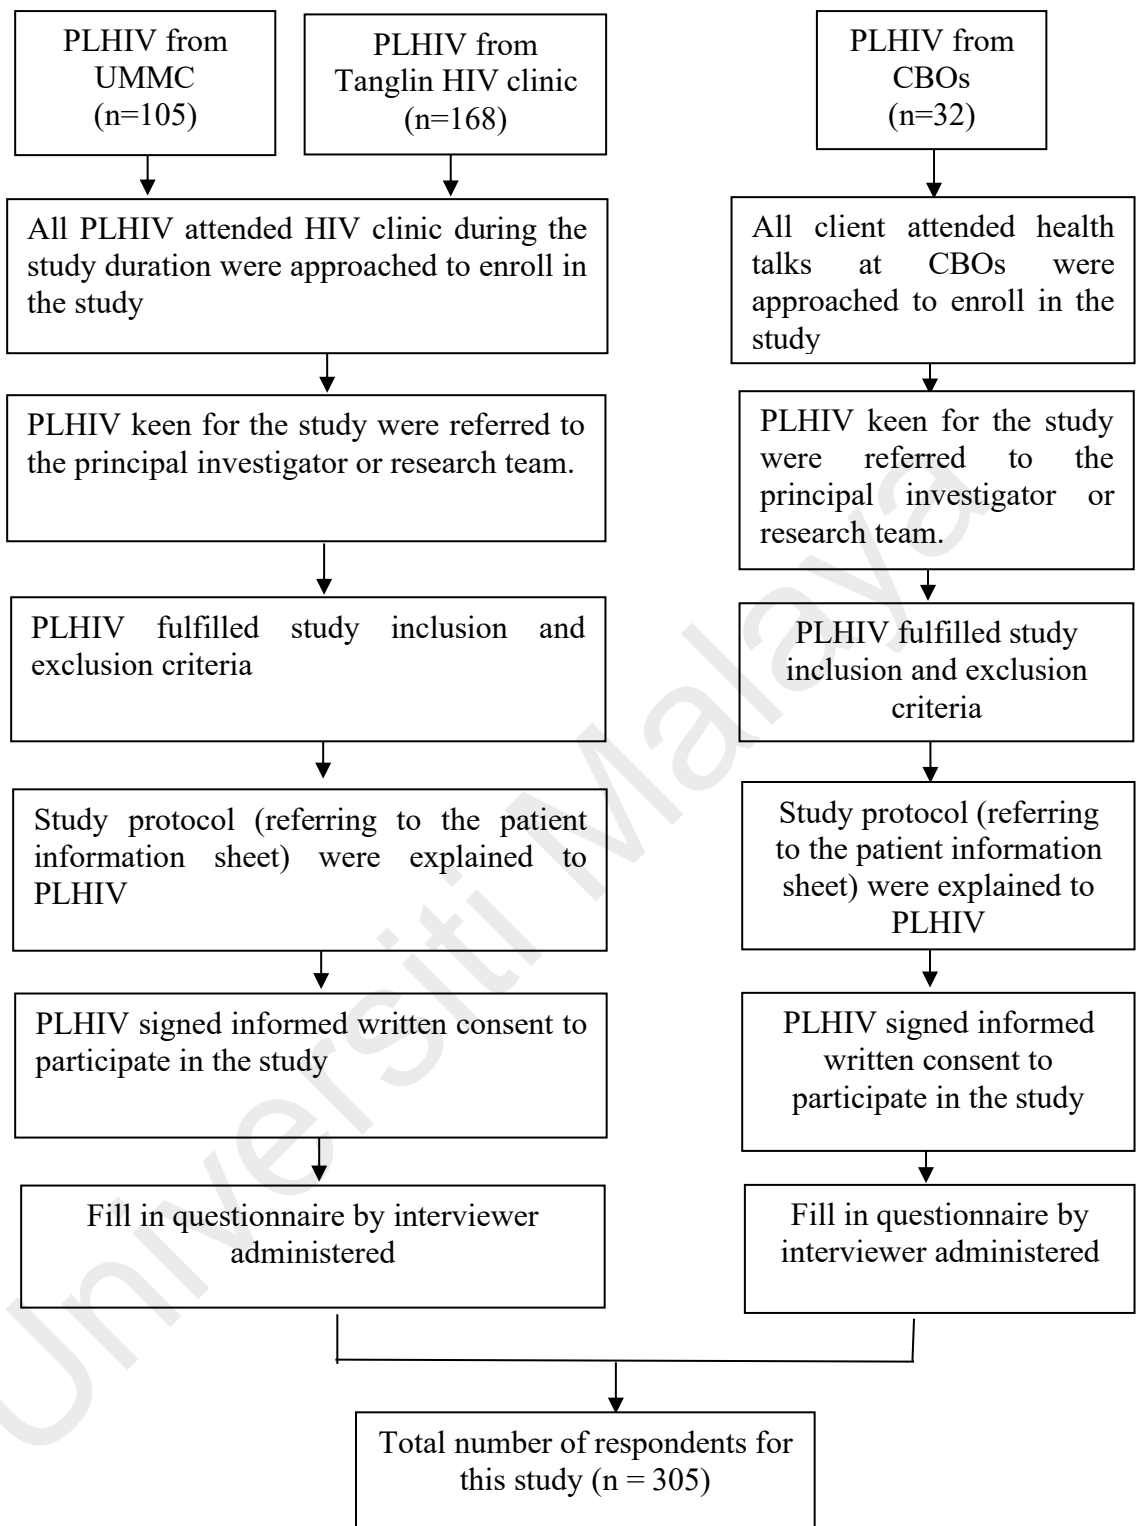 PLHIV from
UMMC
(n=105)
PLHIV from
Tanglin HIV clinic
(n=168)
PLHIV from
CBOs
(n=32)
All PLHIV attended HIV clinic during the
study duration were approached to enroll in
the study
All client attended health
talks at CBOs were
approached to enroll in the
study
PLHIV keen for the study were referred to
the principal investigator or research team.
PLHIV keen for the study
were referred to the
principal investigator or
research team.
PLHIV fulfilled study inclusion and
exclusion criteria
PLHIV fulfilled study
inclusion and exclusion
criteria
Study protocol (referring to the patient
information sheet) were explained to
PLHIV
Study protocol (referring
to the patient information
sheet) were explained to
PLHIV
PLHIV signed informed written consent to
participate in the study
PLHIV signed informed
written consent to
participate in the study
Fill in questionnaire by interviewer
administered
Fill in questionnaire by
interviewer administered
Total number of respondents for
this study (n = 305)
Universiti Malaya